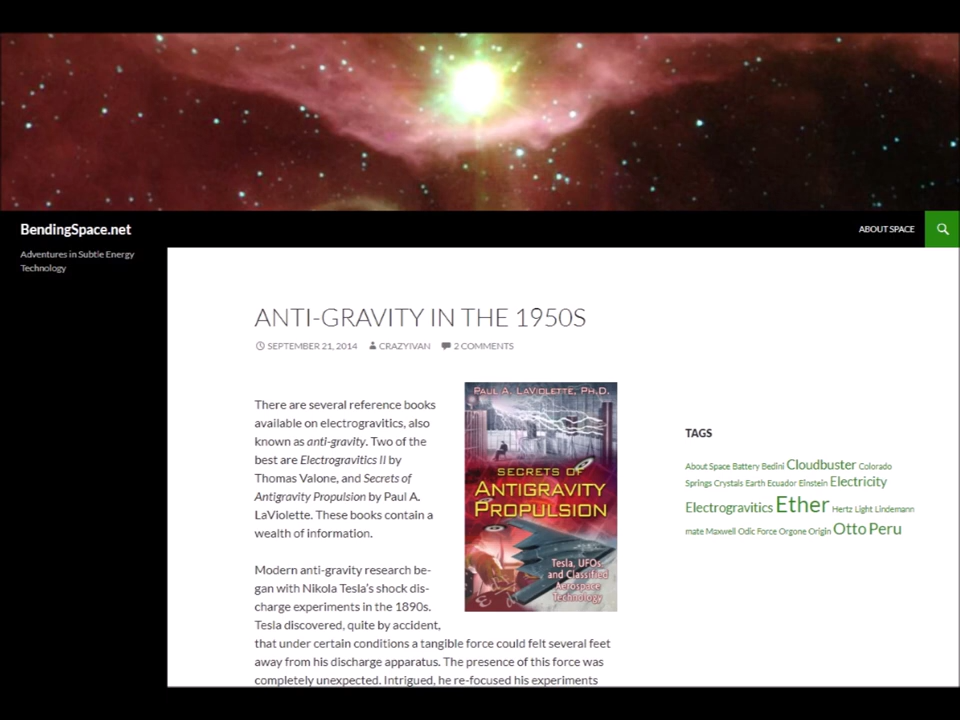 BendingSpace.net
ABOUT SPACE
Adventures in Subtle Energy
Technology
ANTI-GRAVITY IN THE 1950S
SEPTEMBER 21, 2014 CRAZYIVAN 2 COMMENTS
There are several reference books
available on electrogravitics, also
known as anti-gravity. Two of the
best are Electrogravitics II by
Thomas Valone, and Secrets of
Antigravity Propulsion by Paul A.
LaViolette. These books contain a
wealth of information.
PAUL A. LAVIOLETTE, PH.D.
SECRETS OF
ANTIGRAVITY
PROPULSION
Tesla, UFOs,
and Classified
Aerospace
Technology
Modern anti-gravity research be-
gan with Nikola Tesla's shock dis-
charge experiments in the 1890s.
Tesla discovered, quite by accident,
that under certain conditions a tangible force could felt several feet
away from his discharge apparatus. The presence of this force was
completely unexpected. Intrigued, he re-focused his experiments
TAGS
About Space Battery Bedini Cloudbuster Colorado
Springs Crystals Earth Ecuador Einstein Electricity
Electrogravitics Ether Hertz Light Lindemann
mate Maxwell Odic Force Orgone Origin Otto Peru